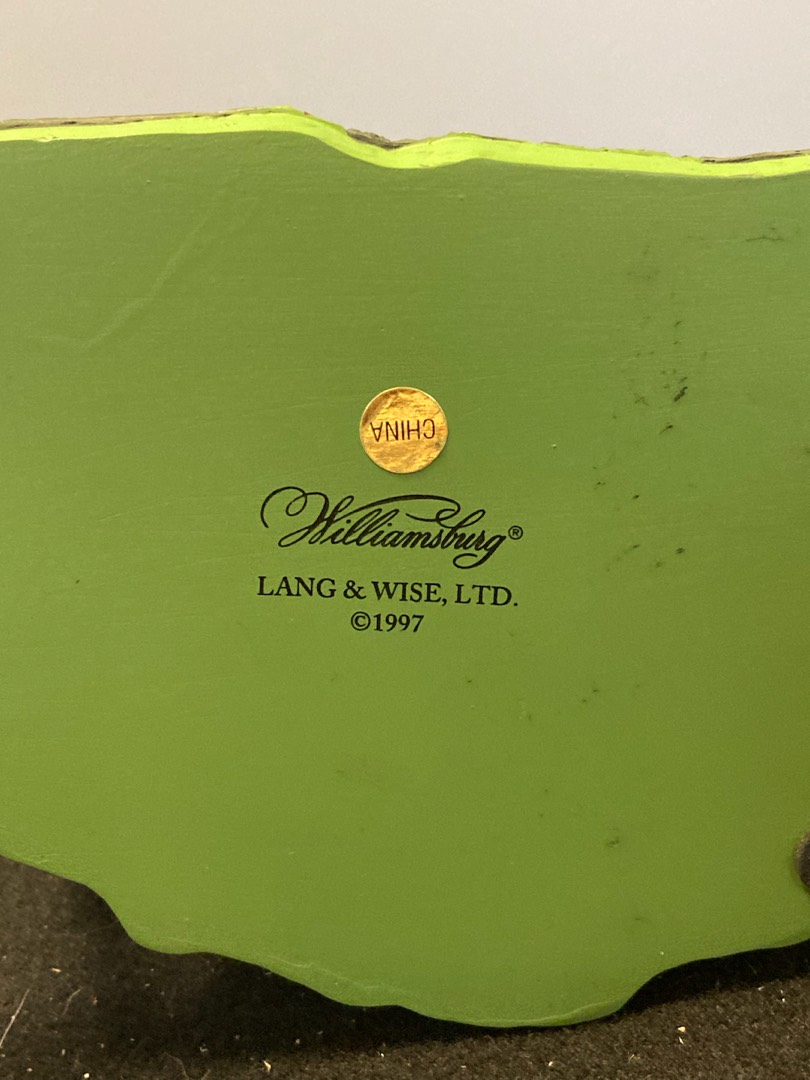 CHINA
Williamsburg®
LANG & WISE, LTD.
©1997